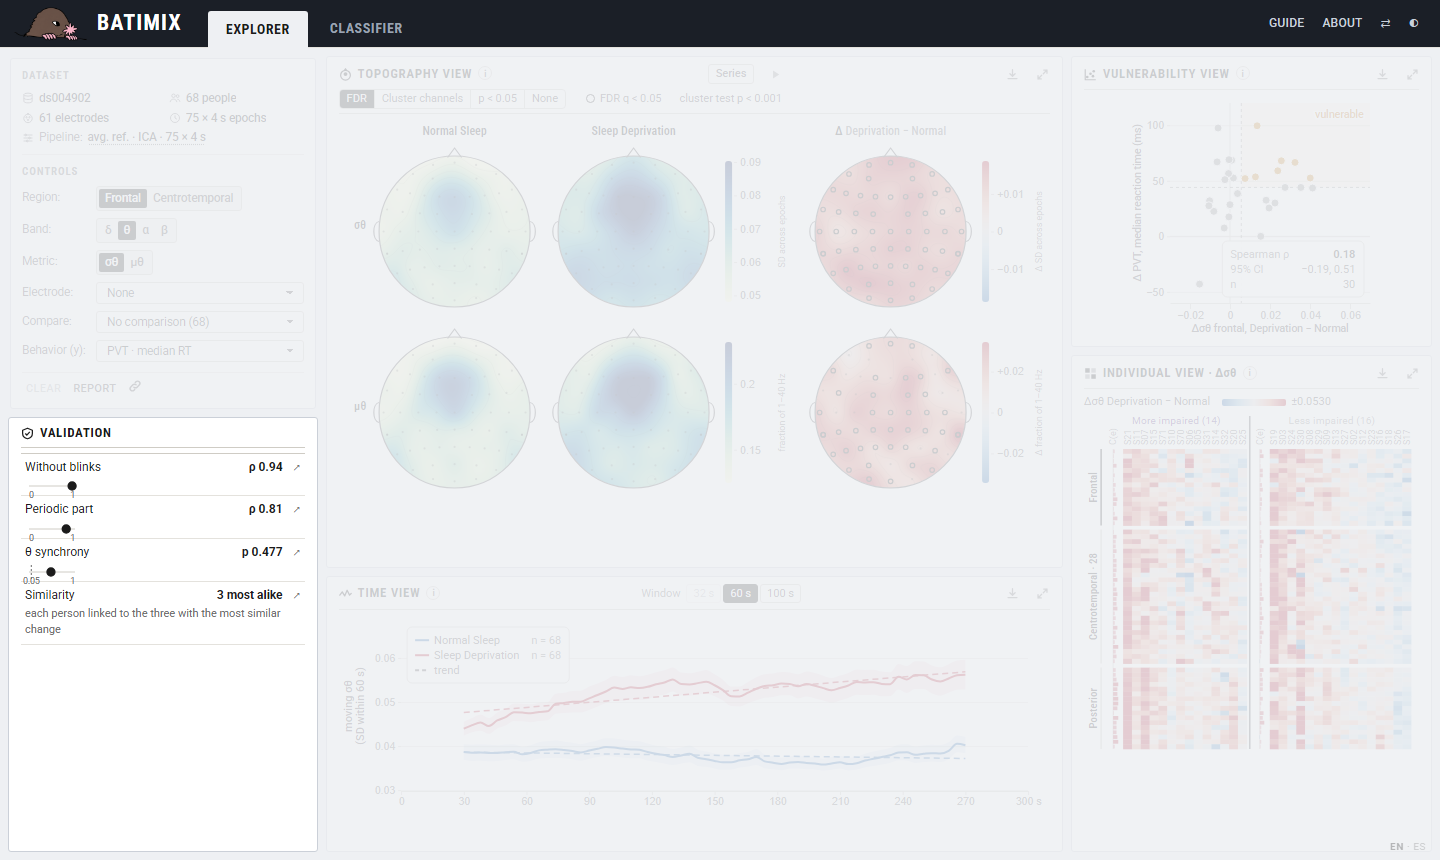 BATIMIX
EXPLORER
CLASSIFIER
GUIDE
ABOUT
DATASET
ds004902
68 people
61 electrodes
75 × 4 s epochs
Pipeline: avg. ref. · ICA · 75 × 4 s
CONTROLS
Region: Frontal Centrotemporal
Band: δ θ α β
Metric: σθ μθ
Electrode: None
Compare: No comparison (68)
Behavior (y): PVT · median RT
CLEAR REPORT
VALIDATION
Without blinks ρ 0.94
0 1
Periodic part ρ 0.81
0 1
θ synchrony p 0.477
0.05 1
Similarity 3 most alike
each person linked to the three with the most similar
change
TOPOGRAPHY VIEW
Series
FDR Cluster channels p < 0.05 None FDR q < 0.05 cluster test p < 0.001
Normal Sleep
Sleep Deprivation
Δ Deprivation − Normal
σθ
0.09
0.08
0.07
0.06
0.05
SD across epochs
+0.01
0
−0.01
Δ SD across epochs
μθ
0.2
0.15
fraction of 1–40 Hz
+0.02
0
−0.02
Δ fraction of 1–40 Hz
TIME VIEW
Window 32 s 60 s 100 s
Normal Sleep n = 68
Sleep Deprivation n = 68
trend
moving σθ
(SD within 60 s)
0.06
0.05
0.04
0.03
0 30 60 90 120 150 180 210 240 270 300 s
VULNERABILITY VIEW
vulnerable
Δ PVT, median reaction time (ms)
100
50
0
−50
Spearman ρ 0.18
95% CI −0.19, 0.51
n 30
−0.02 0 0.02 0.04 0.06
Δσθ frontal, Deprivation − Normal
INDIVIDUAL VIEW · Δσθ
Δσθ Deprivation − Normal ±0.0530
More impaired (14)
Less impaired (16)
Frontal
Centrotemporal · 28
Posterior
EN · ES